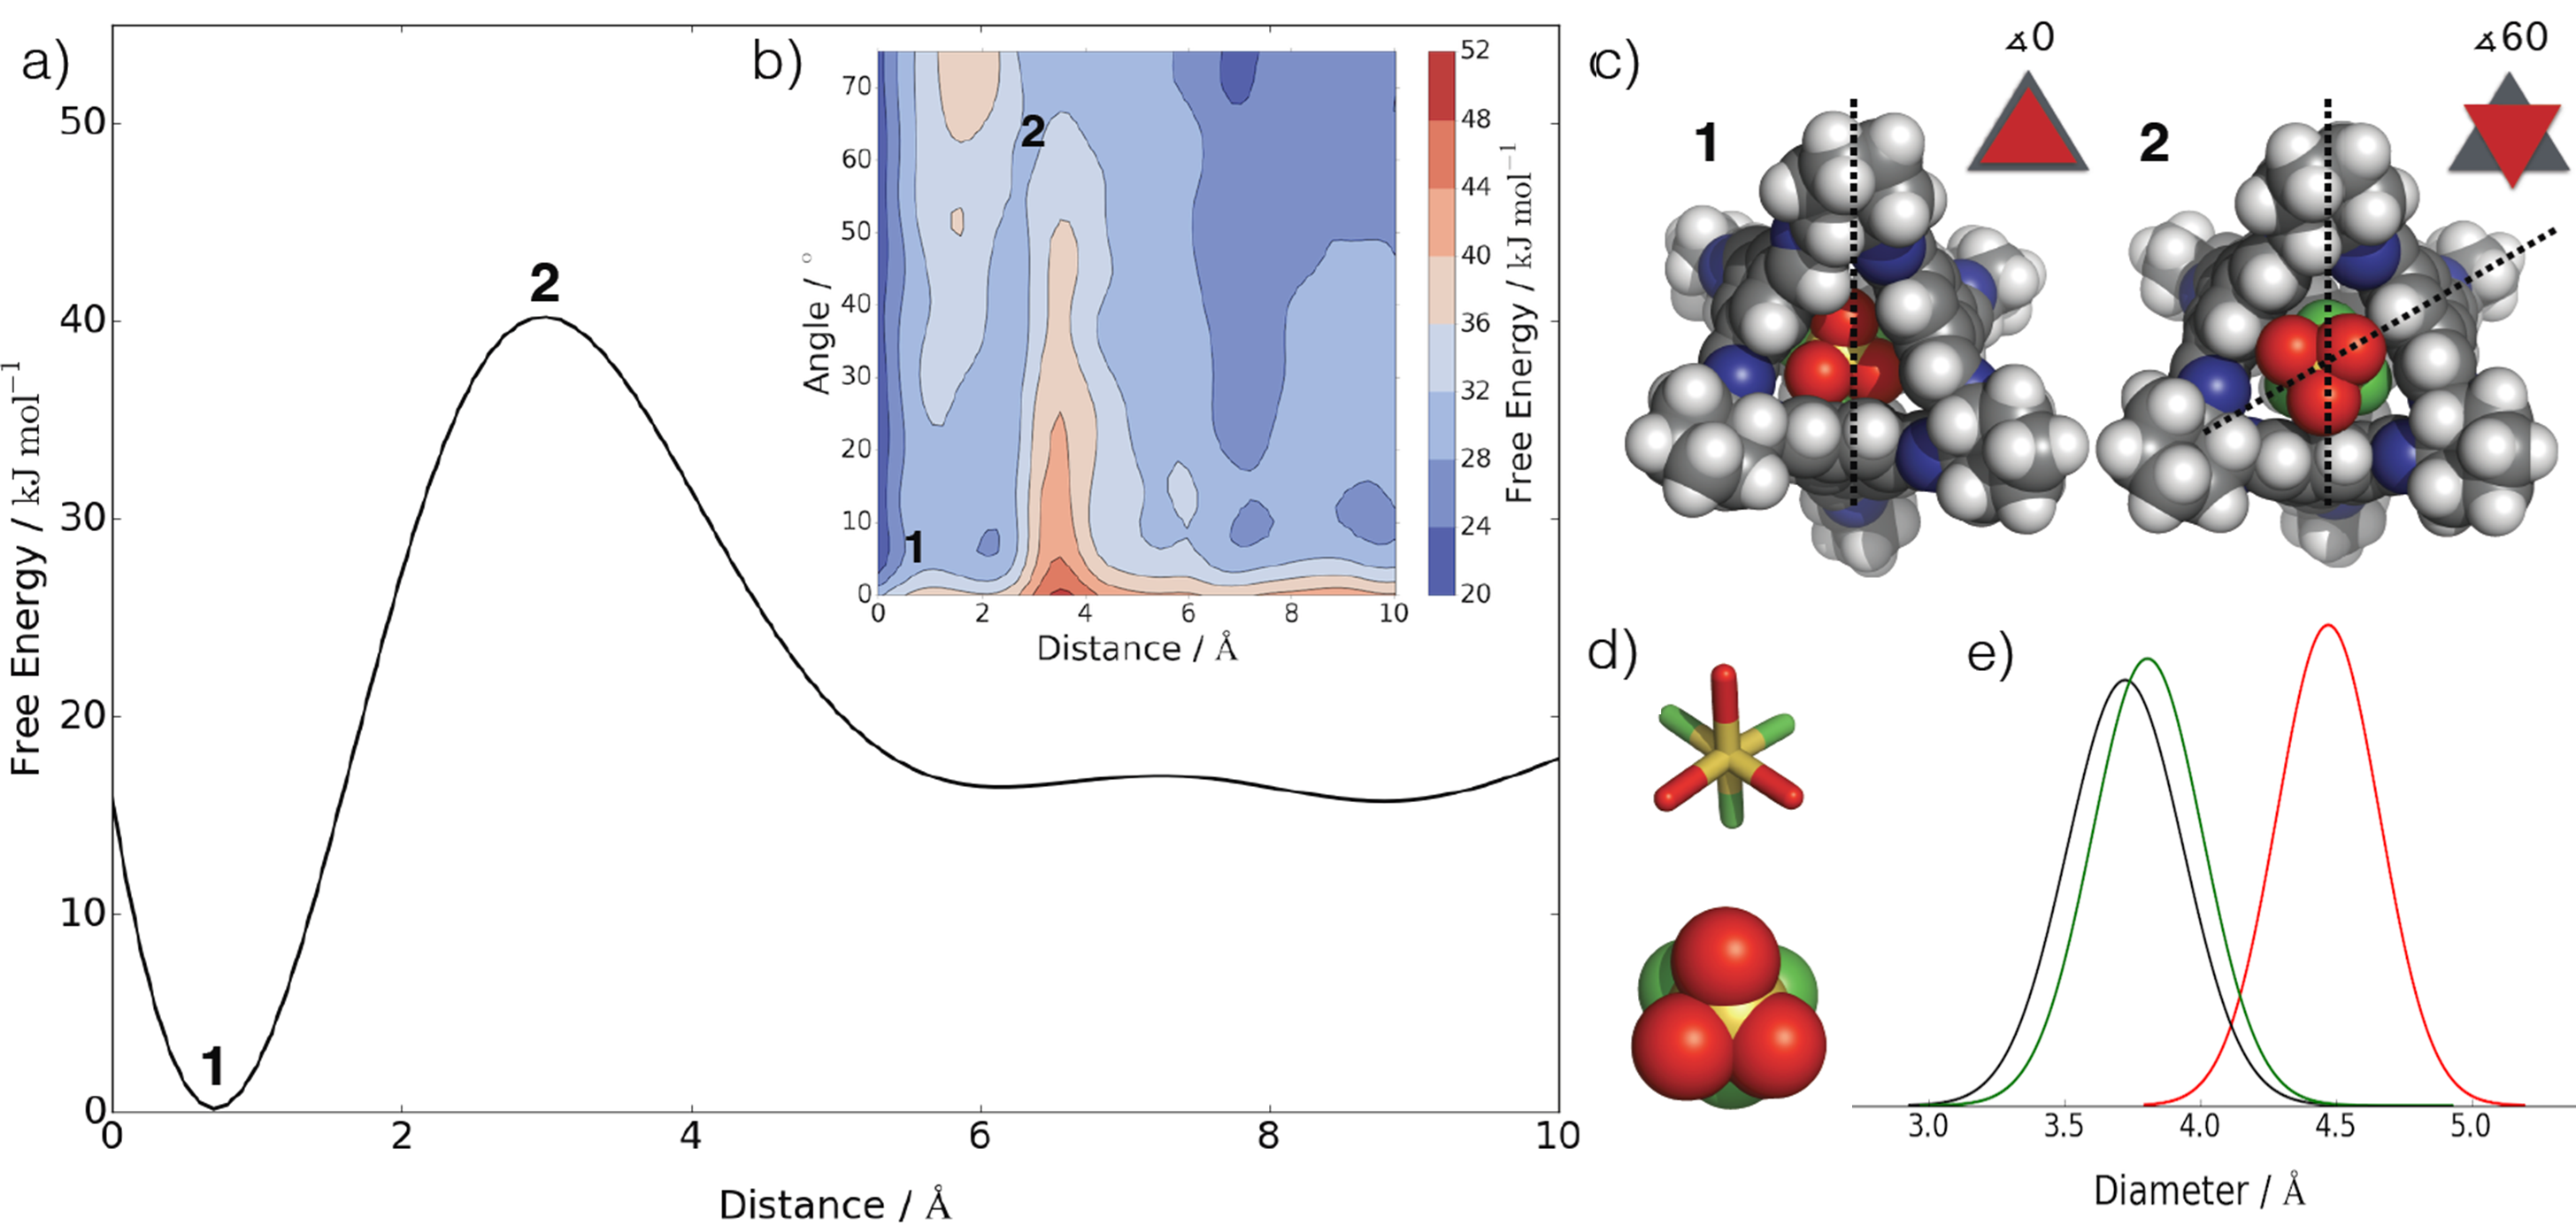 a)
Free Energy / kJ mol⁻¹
50
40
30
20
10
0
0 2 4 6 8 10
Distance / Å
1
2
b)
Angle / °
70
60
50
40
30
20
10
0
0 2 4 6 8 10
Distance / Å
1
2
52
48
44
40
36
32
28
24
20
Free Energy / kJ mol⁻¹
c)
1
∡0
2
∡60
d)
e)
3.0 3.5 4.0 4.5 5.0
Diameter / Å